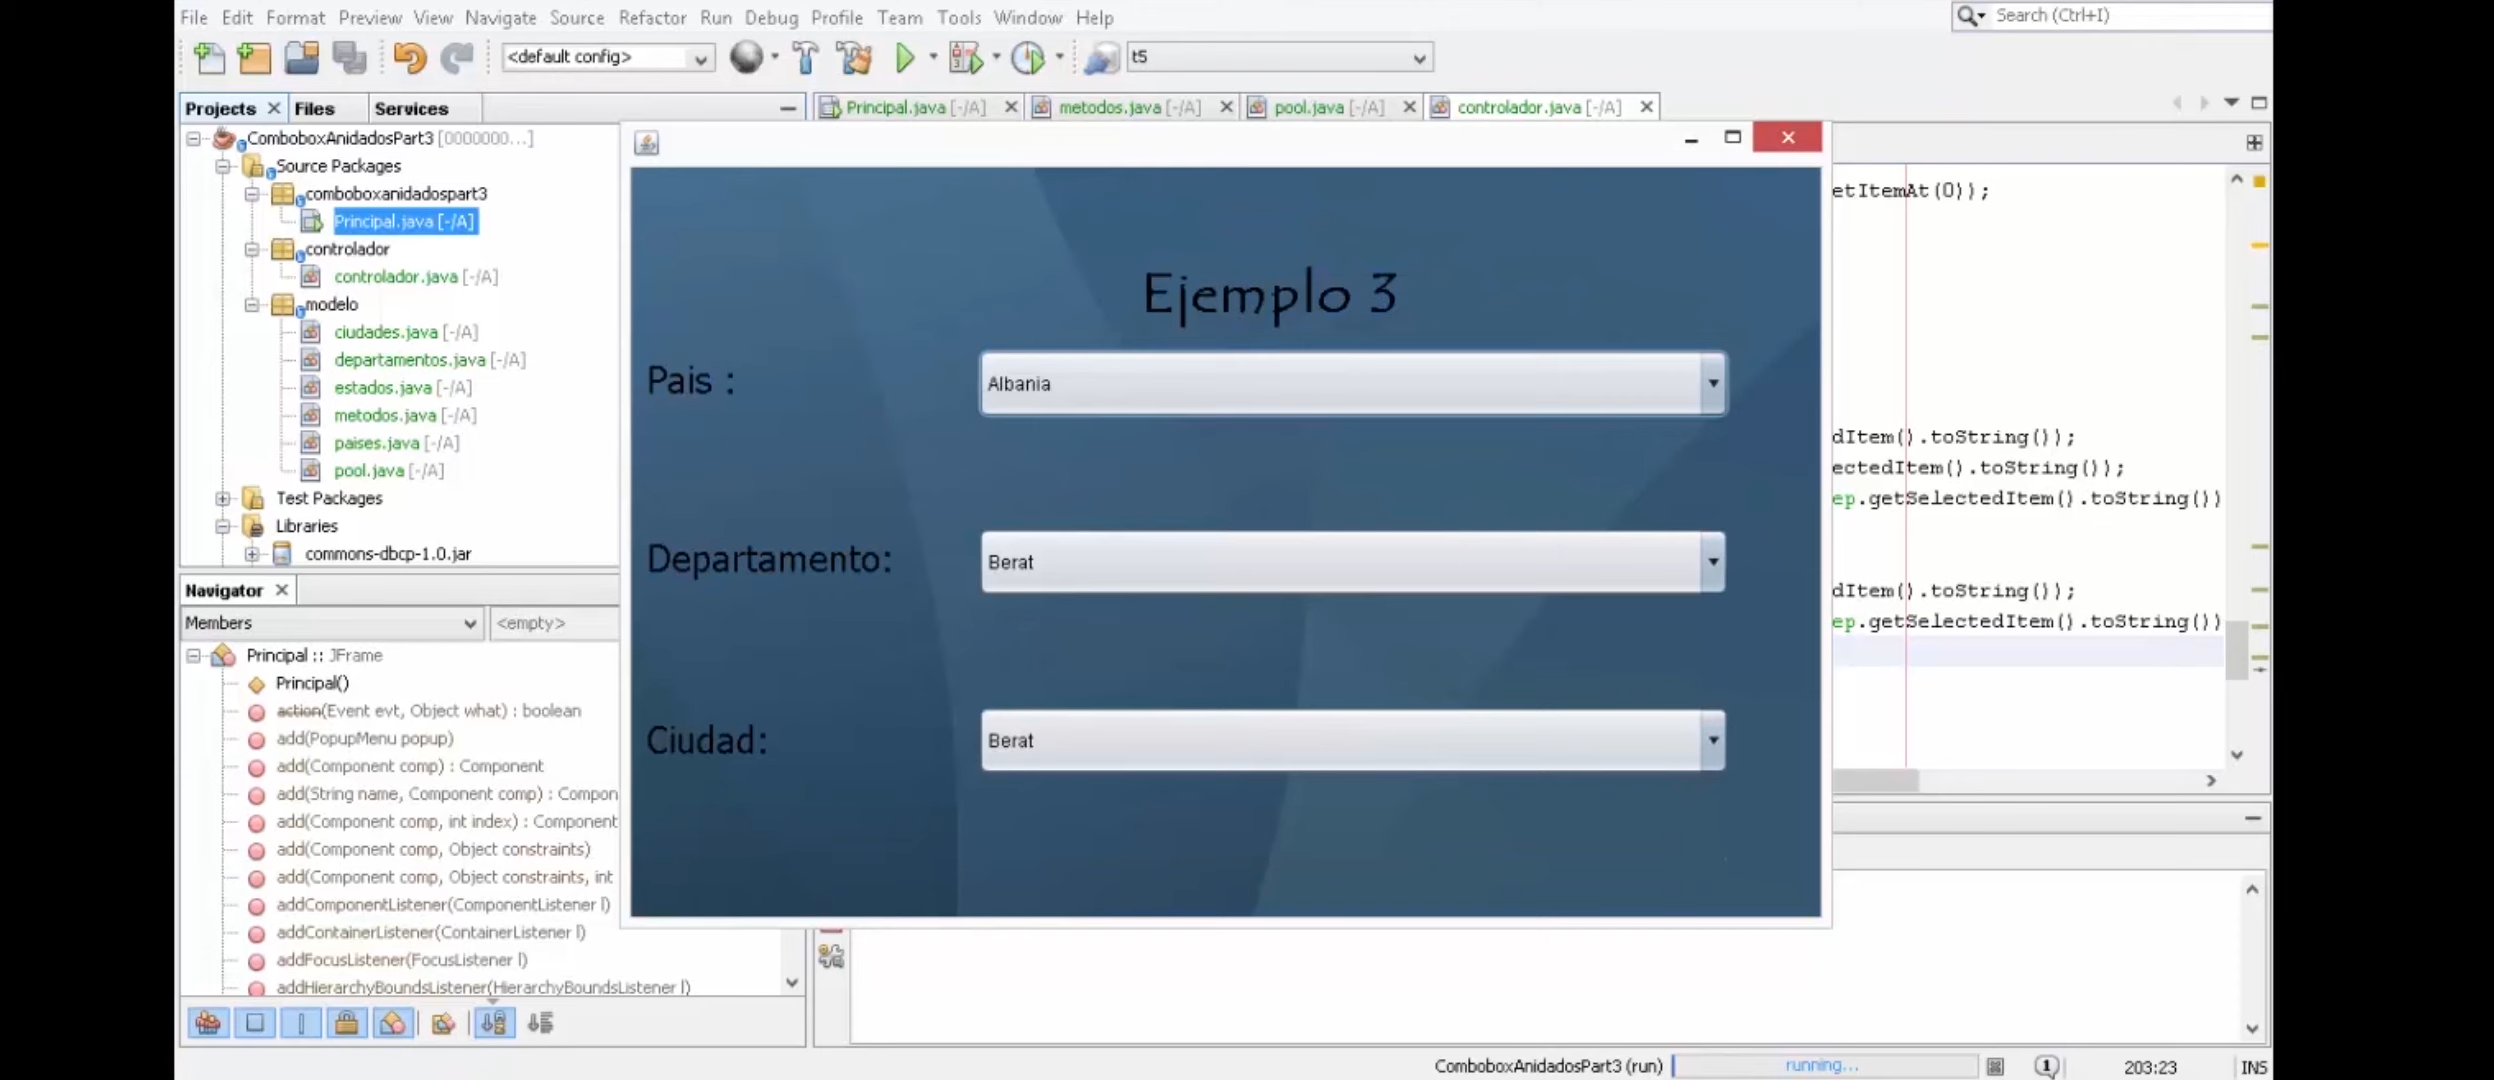 File Edit Format Preview View Navigate Source Refactor Run Debug Profile Team Tools Window Help
Search (Ctrl+I)
<default config>
t5
Projects Files Services
Principal.java [-/A] metodos.java [-/A] pool.java [-/A] controlador.java [-/A]
ComboboxAnidadosPart3 [0000000...]
Source Packages
comboboxanidadospart3
Principal.java [-/A]
controlador
controlador.java [-/A]
modelo
ciudades.java [-/A]
departamentos.java [-/A]
estados.java [-/A]
metodos.java [-/A]
paises.java [-/A]
pool.java [-/A]
Test Packages
Libraries
commons-dbcp-1.0.jar
Navigator
Members
<empty>
Principal :: JFrame
Principal()
action(Event evt, Object what) : boolean
add(PopupMenu popup)
add(Component comp) : Component
add(String name, Component comp) : Compon
add(Component comp, int index) : Component
add(Component comp, Object constraints)
add(Component comp, Object constraints, int
addComponentListener(ComponentListener l)
addContainerListener(ContainerListener l)
addFocusListener(FocusListener l)
addHierarchyBoundsListener(HierarchyBoundsListener l)
Ejemplo 3
Pais :
Albania
Departamento:
Berat
Ciudad:
Berat
etItemAt(0));
dItem().toString());
ectedItem().toString());
ep.getSelectedItem().toString())
dItem().toString());
ep.getSelectedItem().toString())
ComboboxAnidadosPart3 (run)
running...
1
203:23
INS